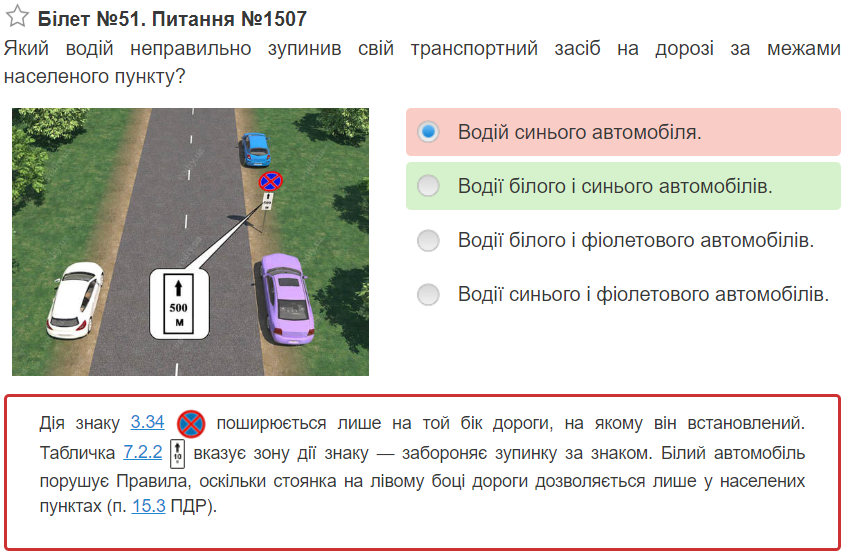 Білет №51. Питання №1507
Який водій неправильно зупинив свій транспортний засіб на дорозі за межами
населеного пункту?
Водій синього автомобіля.
500
м
Водії білого і синього автомобілів.
Водії білого і фіолетового автомобілів.
500
М
Водії синього і фіолетового автомобілів.
Дія знаку 3.34 поширюється лише на той бік дороги, на якому він встановлений.
Табличка 7.2.2 10 вказує зону дії знаку — забороняє зупинку за знаком. Білий автомобіль
порушує Правила, оскільки стоянка на лівому боці дороги дозволяється лише у населених
пунктах (п. 15.3 ПДР).